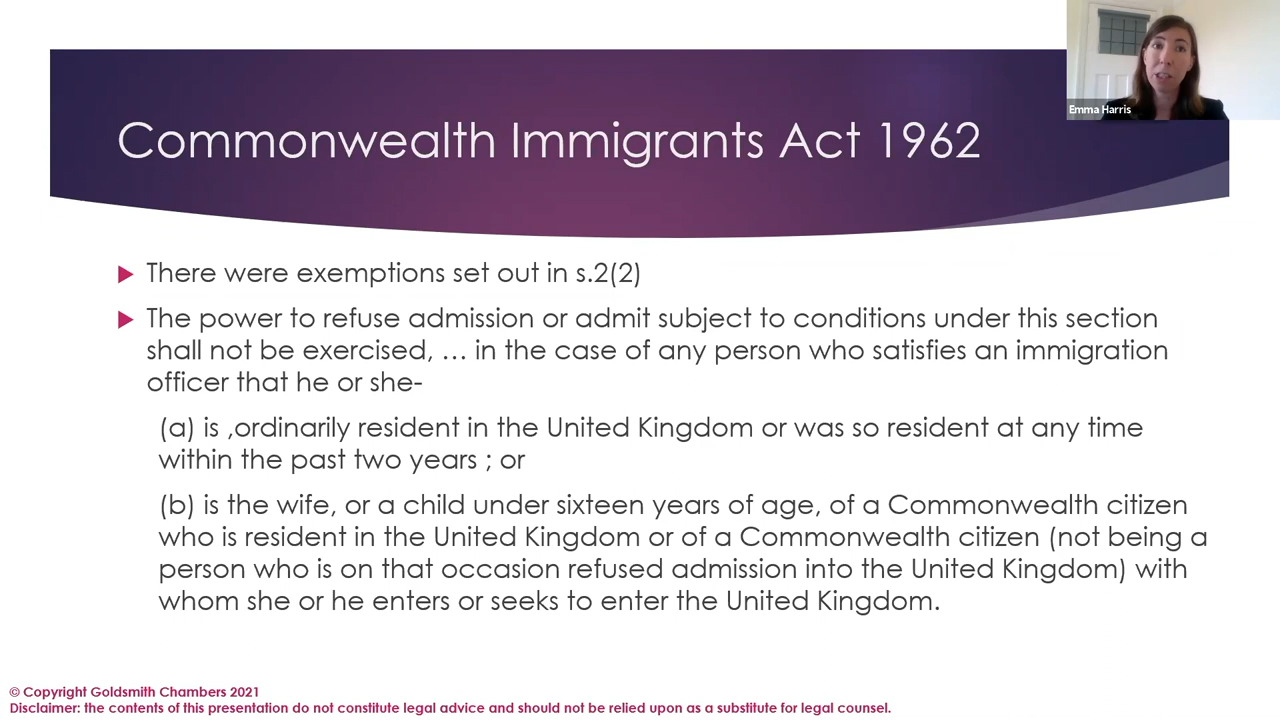 Emma Harris
Commonwealth Immigrants Act 1962
There were exemptions set out in s.2(2)
The power to refuse admission or admit subject to conditions under this section
shall not be exercised, … in the case of any person who satisfies an immigration
officer that he or she-
(a) is ,ordinarily resident in the United Kingdom or was so resident at any time
within the past two years ; or
(b) is the wife, or a child under sixteen years of age, of a Commonwealth citizen
who is resident in the United Kingdom or of a Commonwealth citizen (not being a
person who is on that occasion refused admission into the United Kingdom) with
whom she or he enters or seeks to enter the United Kingdom.
© Copyright Goldsmith Chambers 2021
Disclaimer: the contents of this presentation do not constitute legal advice and should not be relied upon as a substitute for legal counsel.